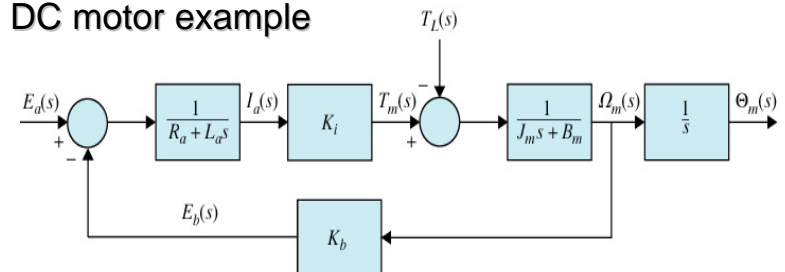 DC motor example
T_L(s)
−
E_a(s) + − 1 / (R_a + L_a s) I_a(s) K_i T_m(s) + 1 / (J_m s + B_m) Ω_m(s) 1 / s Θ_m(s)
E_b(s)
K_b